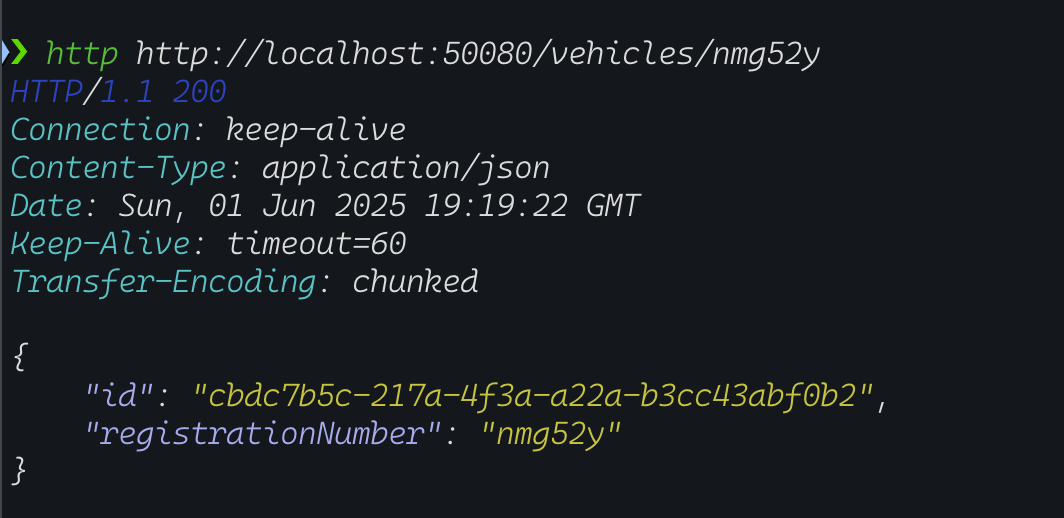 ❯ http http://localhost:50080/vehicles/nmg52y
HTTP/1.1 200
Connection: keep-alive
Content-Type: application/json
Date: Sun, 01 Jun 2025 19:19:22 GMT
Keep-Alive: timeout=60
Transfer-Encoding: chunked

{
    "id": "cbdc7b5c-217a-4f3a-a22a-b3cc43abf0b2",
    "registrationNumber": "nmg52y"
}